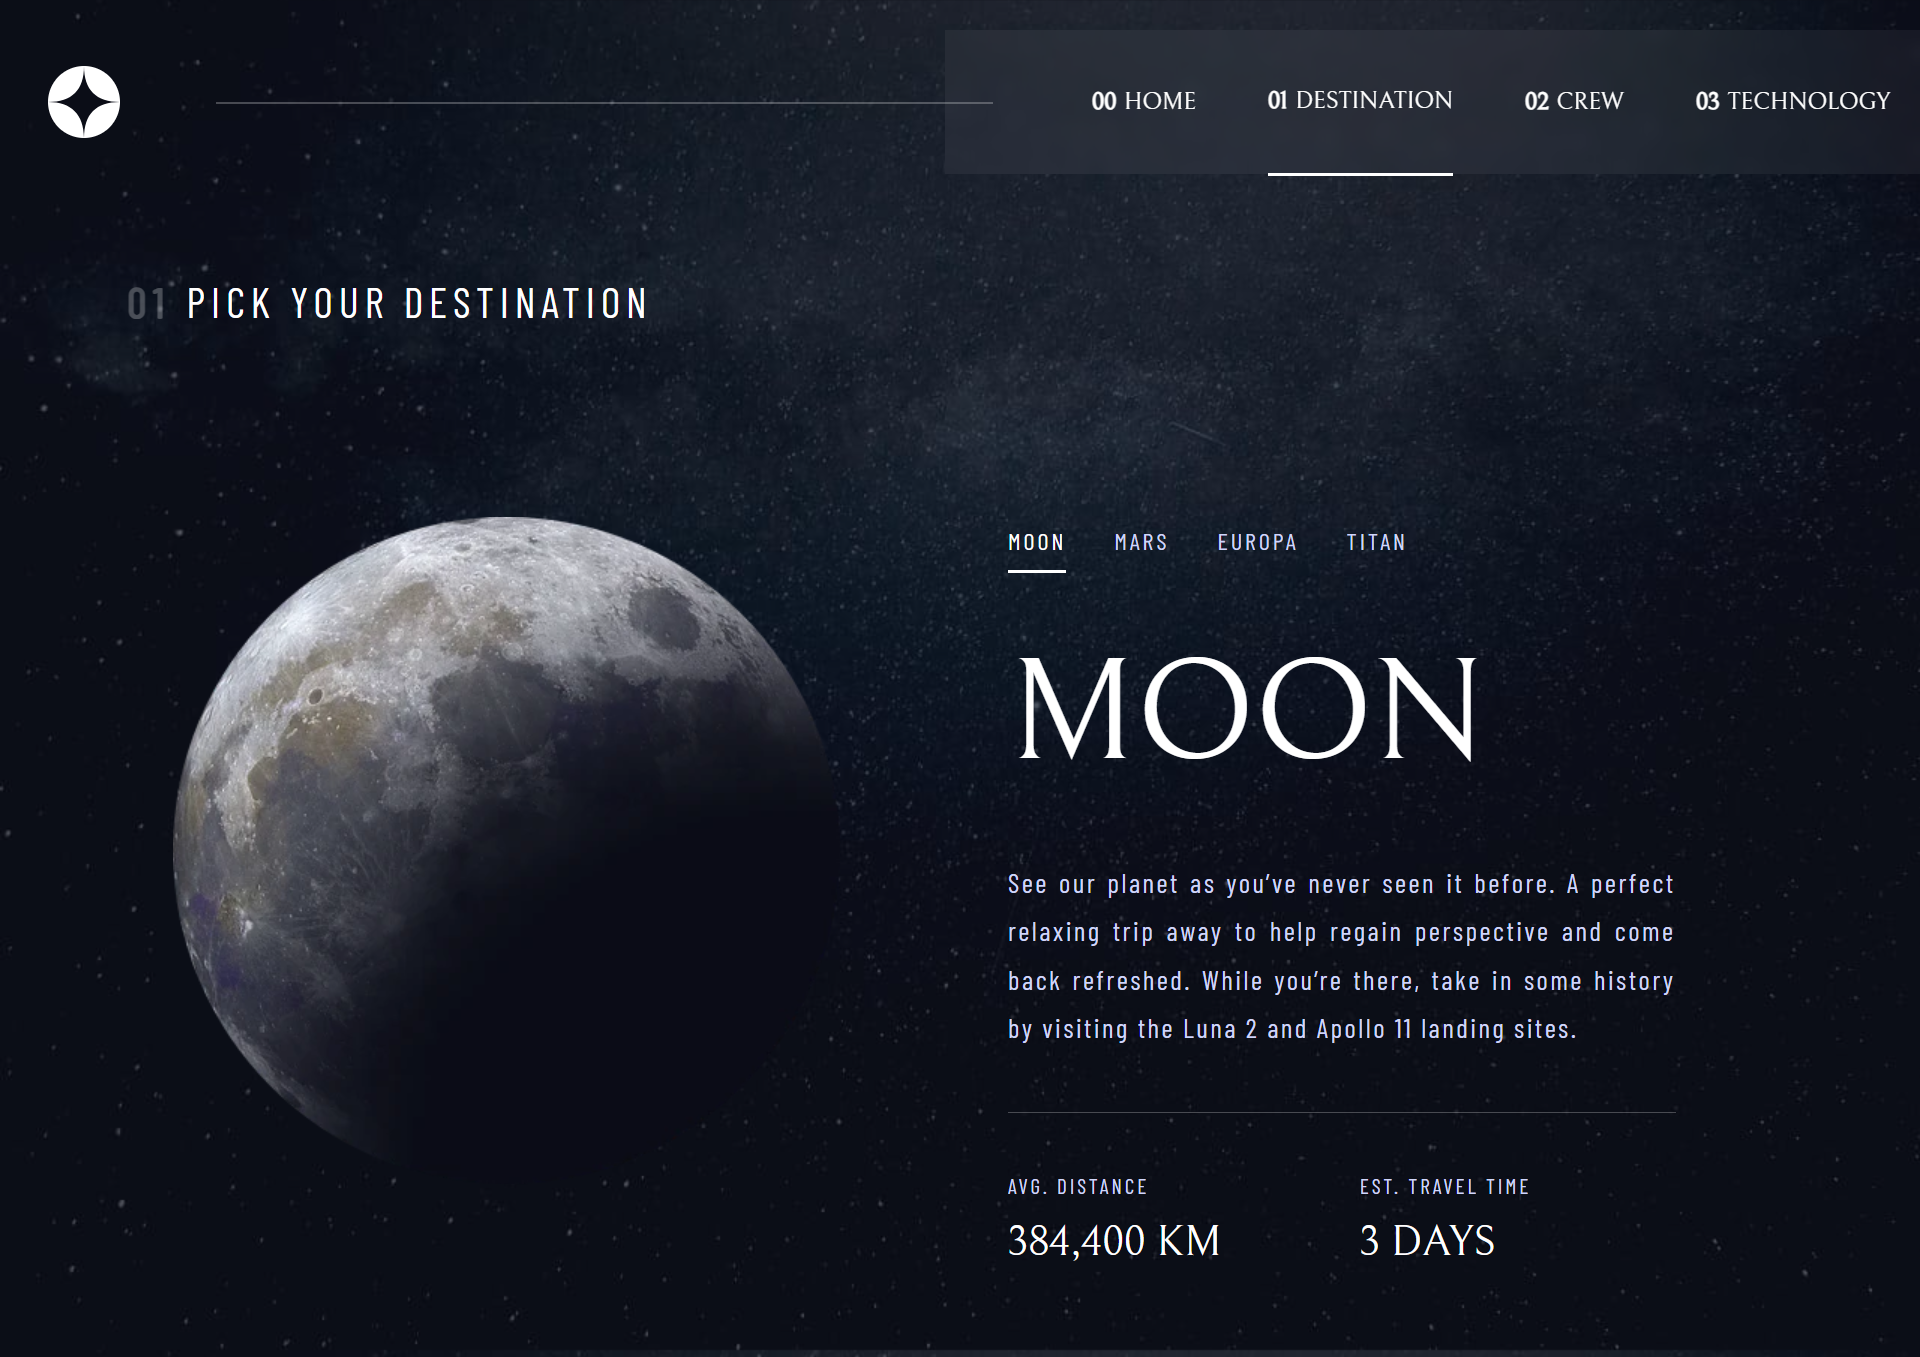 00 HOME 01 DESTINATION 02 CREW 03 TECHNOLOGY
01 PICK YOUR DESTINATION
MOON MARS EUROPA TITAN
MOON
See our planet as you’ve never seen it before. A perfect
relaxing trip away to help regain perspective and come
back refreshed. While you’re there, take in some history
by visiting the Luna 2 and Apollo 11 landing sites.
AVG. DISTANCE EST. TRAVEL TIME
384,400 KM 3 DAYS